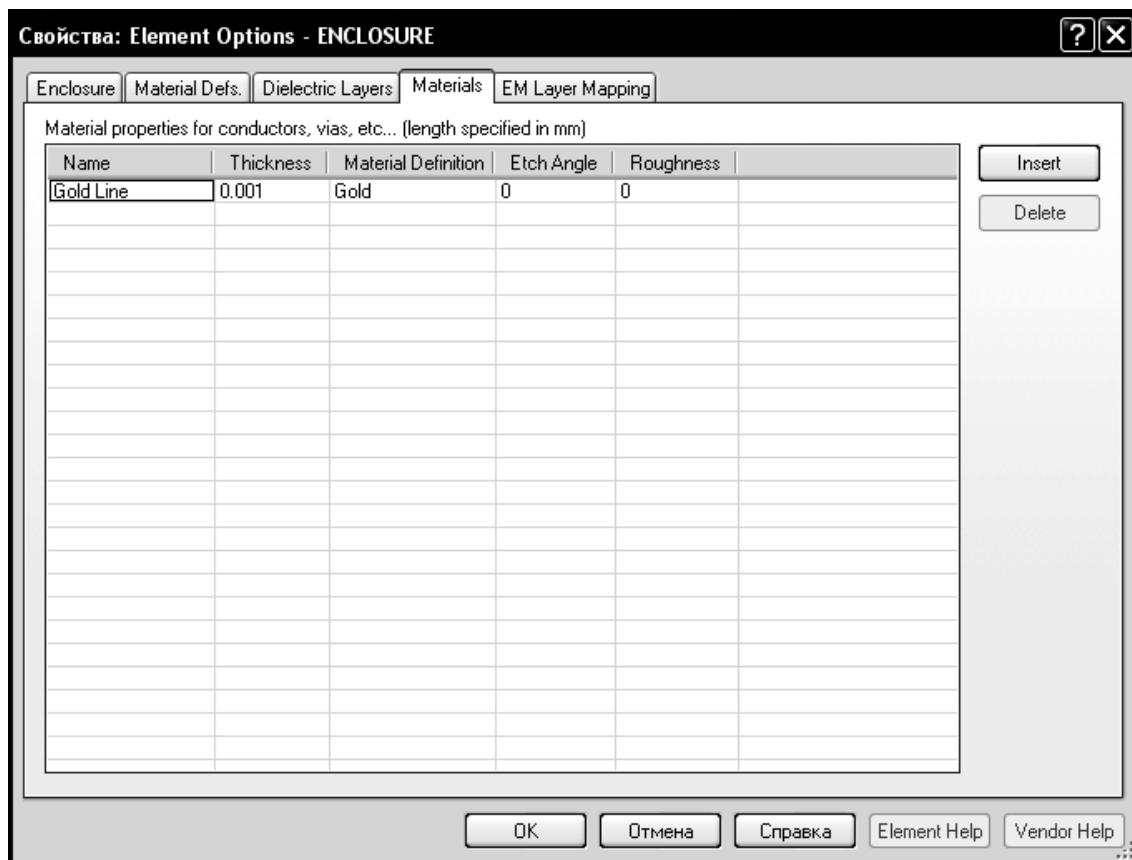 Свойства: Element Options - ENCLOSURE
Enclosure Material Defs. Dielectric Layers Materials EM Layer Mapping
Material properties for conductors, vias, etc... (length specified in mm)
Name Thickness Material Definition Etch Angle Roughness Insert
Gold Line 0.001 Gold 0 0
Delete
OK Отмена Справка Element Help Vendor Help